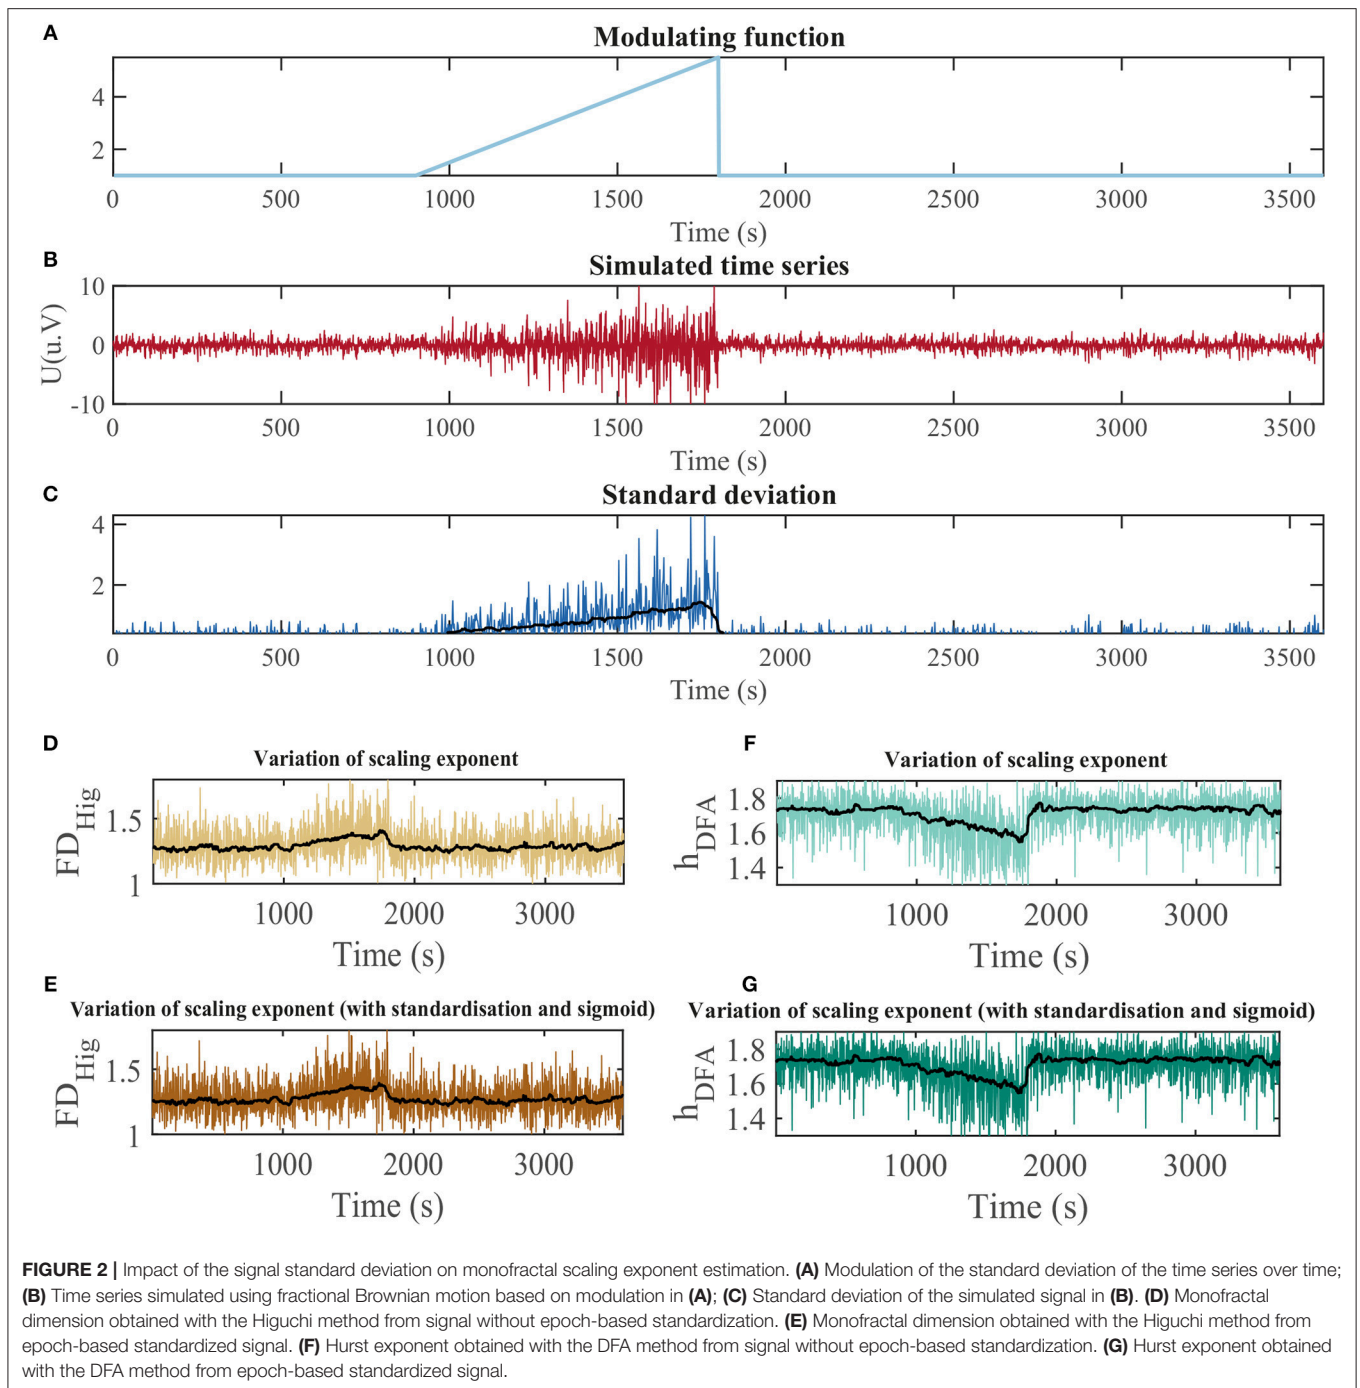 A
Modulating function
4
2
0 500 1000 1500 2000 2500 3000 3500
Time (s)
B
Simulated time series
U(u. V)
10
0
-10
0 500 1000 1500 2000 2500 3000 3500
Time (s)
C
Standard deviation
4
2
0 500 1000 1500 2000 2500 3000 3500
Time (s)
D
Variation of scaling exponent
FD_Hig
1.5
1
1000 2000 3000
Time (s)
F
Variation of scaling exponent
h_DFA
1.8
1.6
1.4
1000 2000 3000
Time (s)
E
Variation of scaling exponent (with standardisation and sigmoid)
FD_Hig
1.5
1
1000 2000 3000
Time (s)
G
Variation of scaling exponent (with standardisation and sigmoid)
h_DFA
1.8
1.6
1.4
1000 2000 3000
Time (s)
FIGURE 2 | Impact of the signal standard deviation on monofractal scaling exponent estimation. (A) Modulation of the standard deviation of the time series over time;
(B) Time series simulated using fractional Brownian motion based on modulation in (A); (C) Standard deviation of the simulated signal in (B). (D) Monofractal
dimension obtained with the Higuchi method from signal without epoch-based standardization. (E) Monofractal dimension obtained with the Higuchi method from
epoch-based standardized signal. (F) Hurst exponent obtained with the DFA method from signal without epoch-based standardization. (G) Hurst exponent obtained
with the DFA method from epoch-based standardized signal.